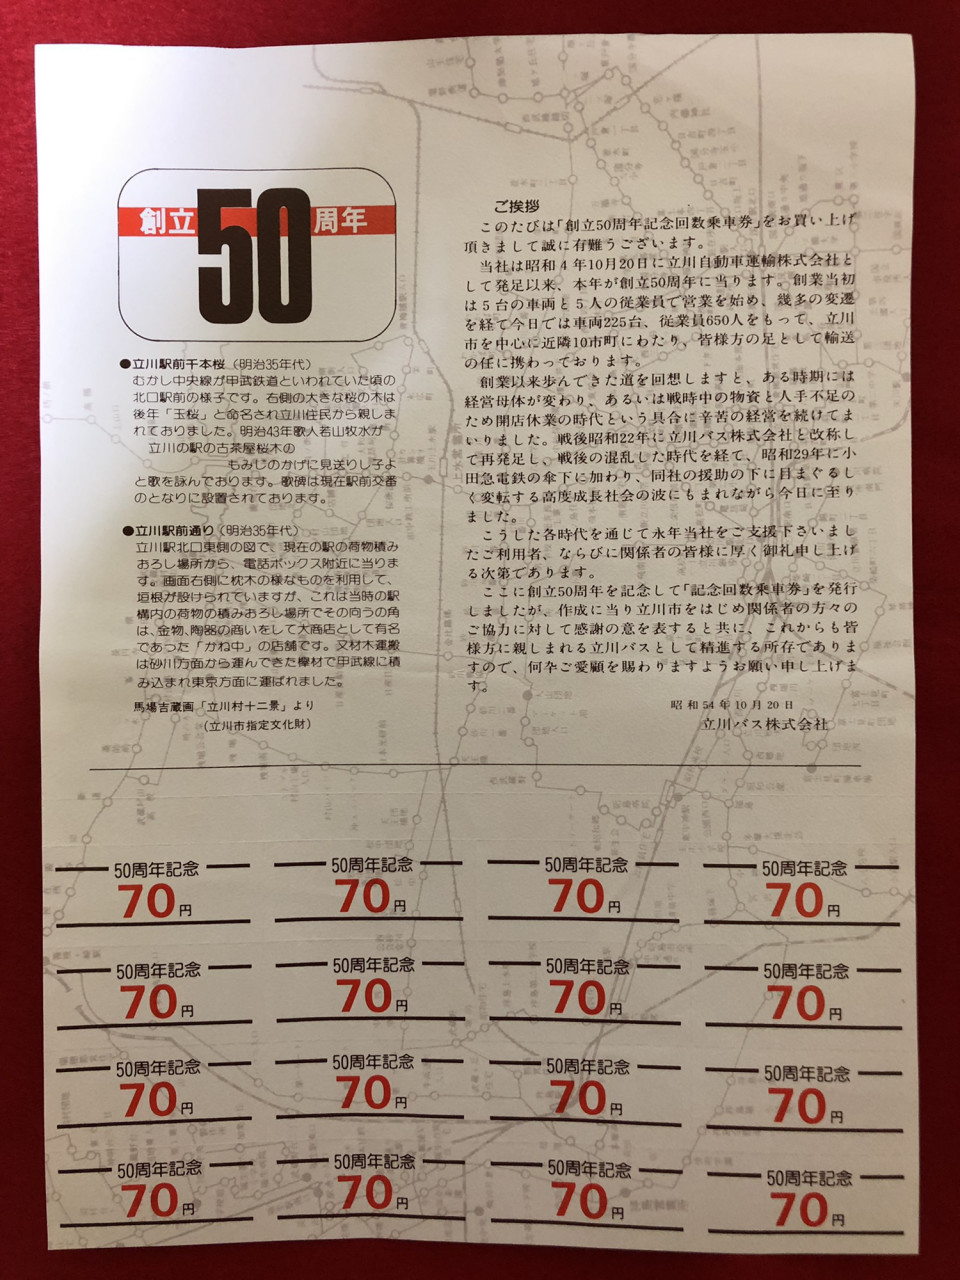 創立50周年
●立川駅前千本桜（明治35年代）
むかし中央線が甲武鉄道といわれていた頃の
北口駅前の様子です。右側の大きな桜の木は
後年「玉桜」と命名され立川住民から親しま
れておりました。明治43年歌人若山牧水が
立川の駅の古茶屋桜木の
もみじのかげに見送りし子よ
と歌を詠んでおります。歌碑は現在駅前交番
のとなりに設置されております。
●立川駅前通り（明治35年代）
立川駅北口東側の図で、現在の駅の荷物積み
おろし場所から、電話ボックス附近に当りま
す。画面右側に枕木の様なものを利用して、
垣根が設けられていますが、これは当時の駅
構内の荷物の積みおろし場所でその向うの角
は、金物、陶器の商いをして大商店として有名
であった「かね中」の店舗です。又材木運搬
は砂川方面から運んできた欅材で甲武線に積
み込まれ東京方面に運ばれました。
馬場吉蔵画「立川村十二景」より
（立川市指定文化財）
ご挨拶
このたびは「創立50周年記念回数乗車券」をお買い上げ
頂きまして誠に有難うございます。
当社は昭和4年10月20日に立川自動車運輸株式会社と
して発足以来、本年が創立50周年に当ります。創業当初
は5台の車両と5人の従業員で営業を始め、幾多の変遷
を経て今日では車両225台、従業員650人をもって、立川
市を中心に近隣10市町にわたり、皆様方の足として輸送
の任に携わっております。
創業以来歩んできた道を回想しますと、ある時期には
経営母体が変わり、あるいは戦時中の物資と人手不足の
ため開店休業の時代という具合に辛苦の経営を続けてま
いりました。戦後昭和22年に立川バス株式会社と改称し
て再発足し、戦後の混乱した時代を経て、昭和29年に小
田急電鉄の傘下に加わり、同社の援助の下に目まぐるし
く変転する高度成長社会の波にもまれながら今日に至り
ました。
こうした各時代を通じて永年当社をご支援下さいまし
たご利用者、ならびに関係者の皆様に厚く御礼申し上げ
る次第であります。
ここに創立50周年を記念して「記念回数乗車券」を発行
しましたが、作成に当り立川市をはじめ関係者の方々の
ご協力に対して感謝の意を表すると共に、これからも皆
様方に親しまれる立川バスとして精進する所存でありま
すので、何卒ご愛顧を賜わりますようお願い申し上げま
す。
昭和54年10月20日
立川バス株式会社
50周年記念 50周年記念 50周年記念 50周年記念
70円 70円 70円 70円
50周年記念 50周年記念 50周年記念 50周年記念
70円 70円 70円 70円
50周年記念 50周年記念 50周年記念 50周年記念
70円 70円 70円 70円
50周年記念 50周年記念 50周年記念 50周年記念
70円 70円 70円 70円